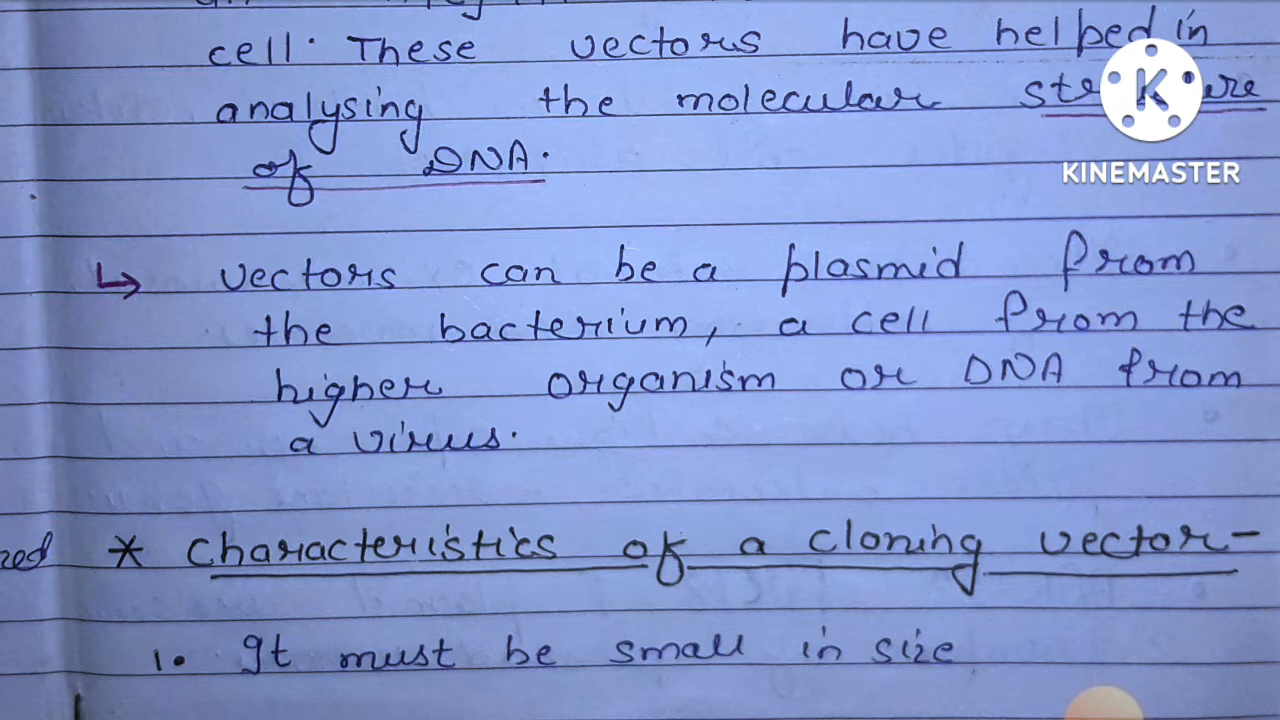 cell. These vectors have helped in
analysing the molecular
of DNA.
KINEMASTER
↳ vectors can be a plasmid from
the bacterium, a cell from the
higher organism or DNA from
a virus.
* Characteristics of a cloning vector-
1. It must be small in size